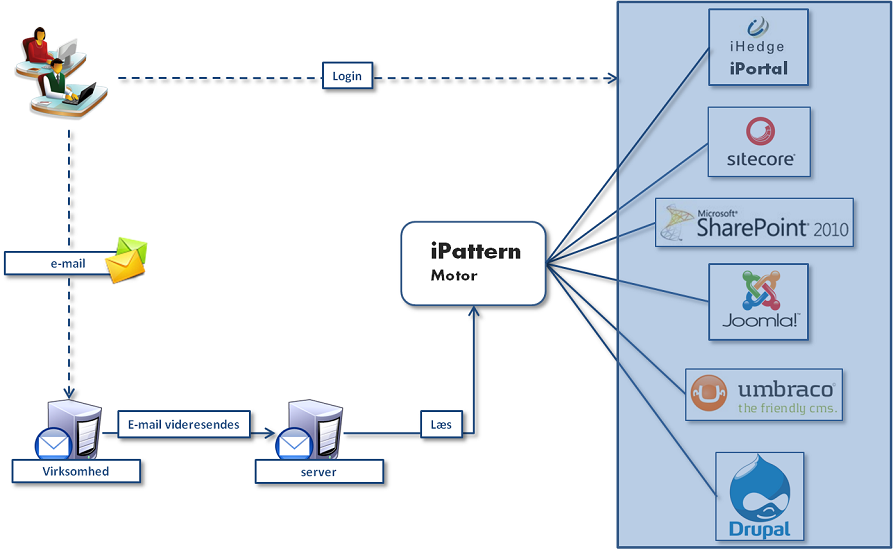 Login
iHedge
iPortal
sitecore
Microsoft®
SharePoint® 2010
Joomla!™
umbraco®
the friendly cms.
Drupal
iPattern
Motor
e-mail
E-mail videresendes
Læs
Virksomhed
server